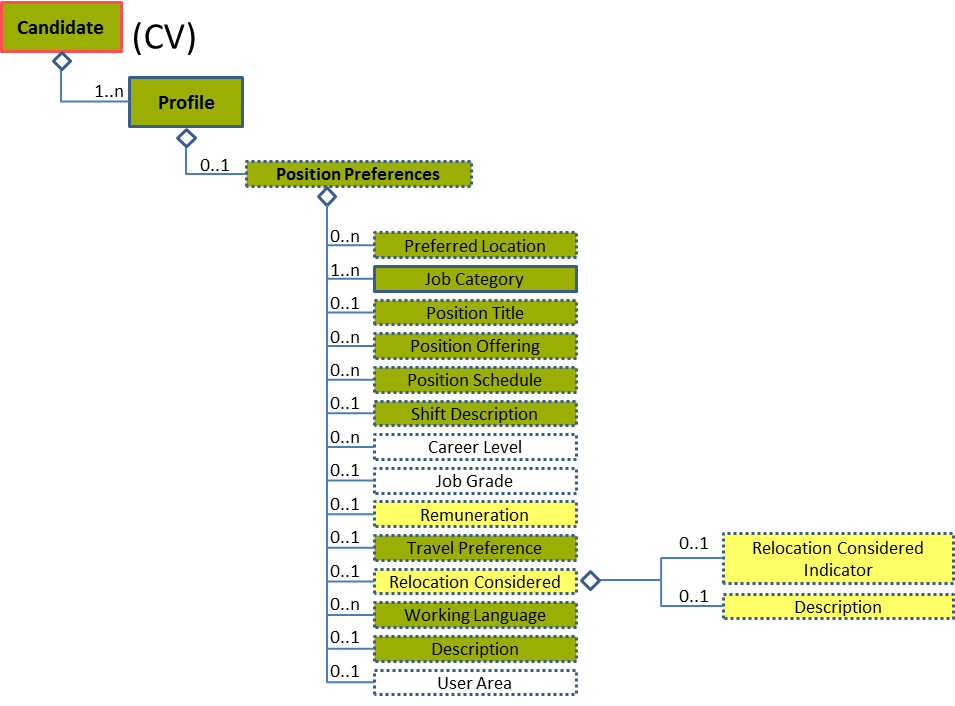 Candidate
(CV)
1..n
Profile
0..1
Position Preferences
0..n
Preferred Location
1..n
Job Category
0..1
Position Title
0..n
Position Offering
0..n
Position Schedule
0..1
Shift Description
0..n
Career Level
0..1
Job Grade
0..1
Remuneration
0..1
Travel Preference
0..1
Relocation Considered
0..1
Relocation Considered
Indicator
0..1
Description
0..n
Working Language
0..1
Description
0..1
User Area